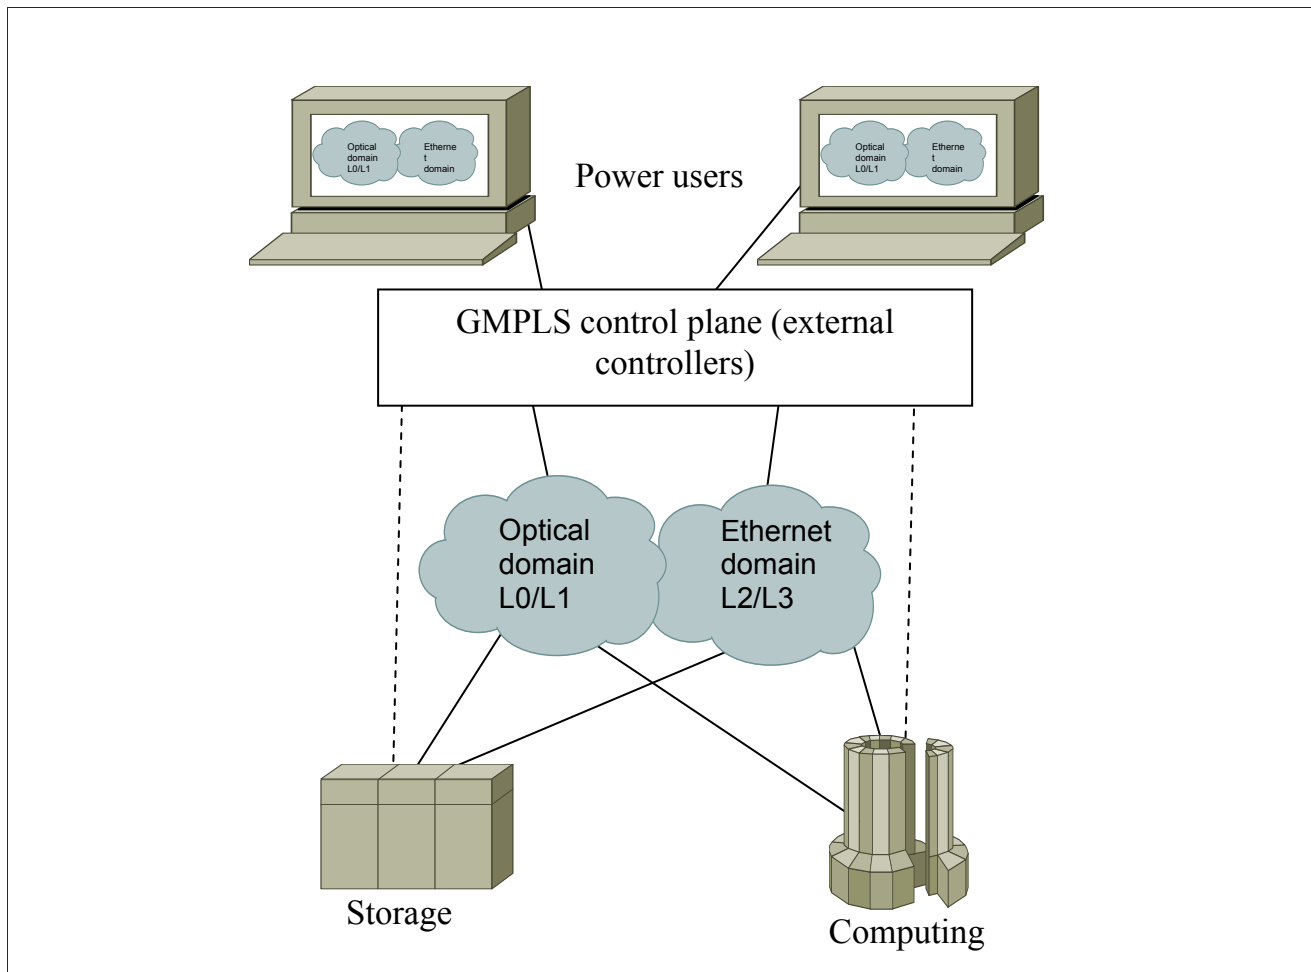 Optical
domain
L0/L1
Etherne
t
domain
Power users
Optical
domain
L0/L1
Etherne
t
domain
GMPLS control plane (external
controllers)
Optical
domain
L0/L1
Ethernet
domain
L2/L3
Storage
Computing